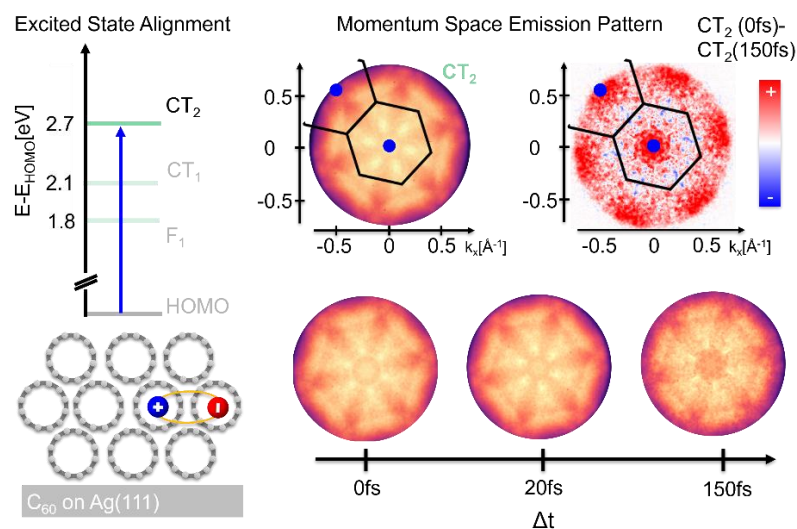 Excited State Alignment
Momentum Space Emission Pattern
CT2 (0fs)-
CT2(150fs)
E-EHOMO[eV]
2.7
2.1
1.8
CT2
CT1
F1
HOMO
CT2
0.5
0
-0.5
-0.5 0 0.5 kx[Å-1]
0.5
0
-0.5
-0.5 0 0.5 kx[Å-1]
+
-
+ -
C60 on Ag(111)
0fs 20fs 150fs
Δt